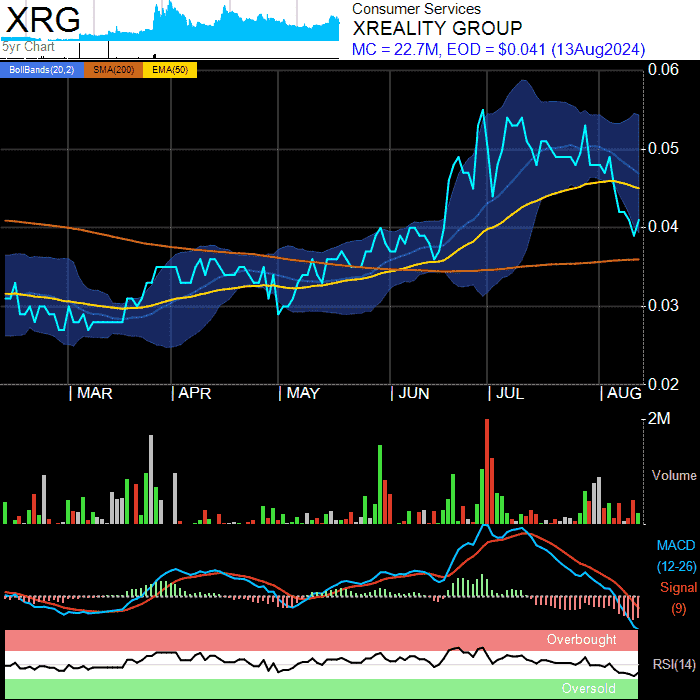 XRG
5yr Chart
Consumer Services
XREALITY GROUP
MC = 22.7M, EOD = $0.041 (13Aug2024)
BollBands(20,2) SMA(200) EMA(50)
0.06
0.05
0.04
0.03
0.02
| MAR | APR | MAY | JUN | JUL | AUG
2M
Volume
MACD
(12-26)
Signal
(9)
Overbought
RSI(14)
Oversold